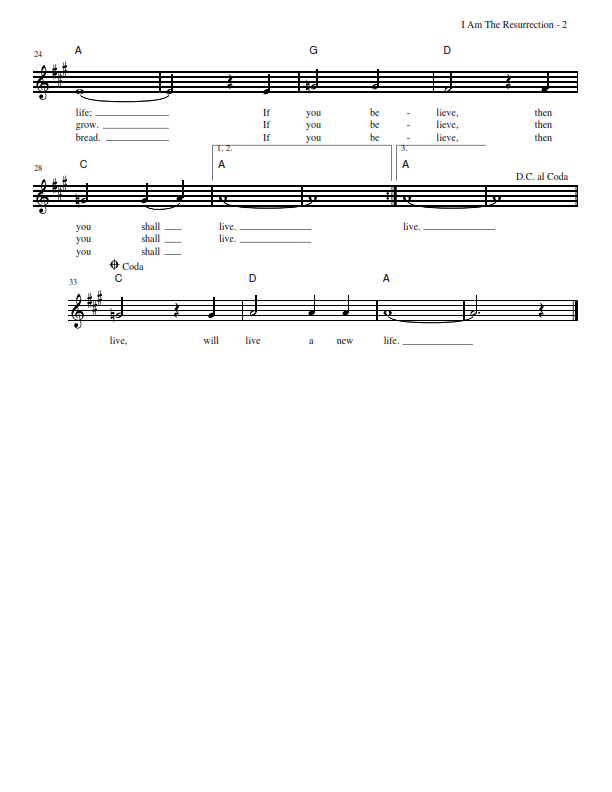 I Am The Resurrection - 2
24 A G D
life; If you be - lieve, then
grow. If you be - lieve, then
bread. If you be - lieve, then
1, 2. 3.
28 C A A D.C. al Coda
you shall live. live.
you shall live.
you shall
Coda
33 C D A
live, will live a new life.